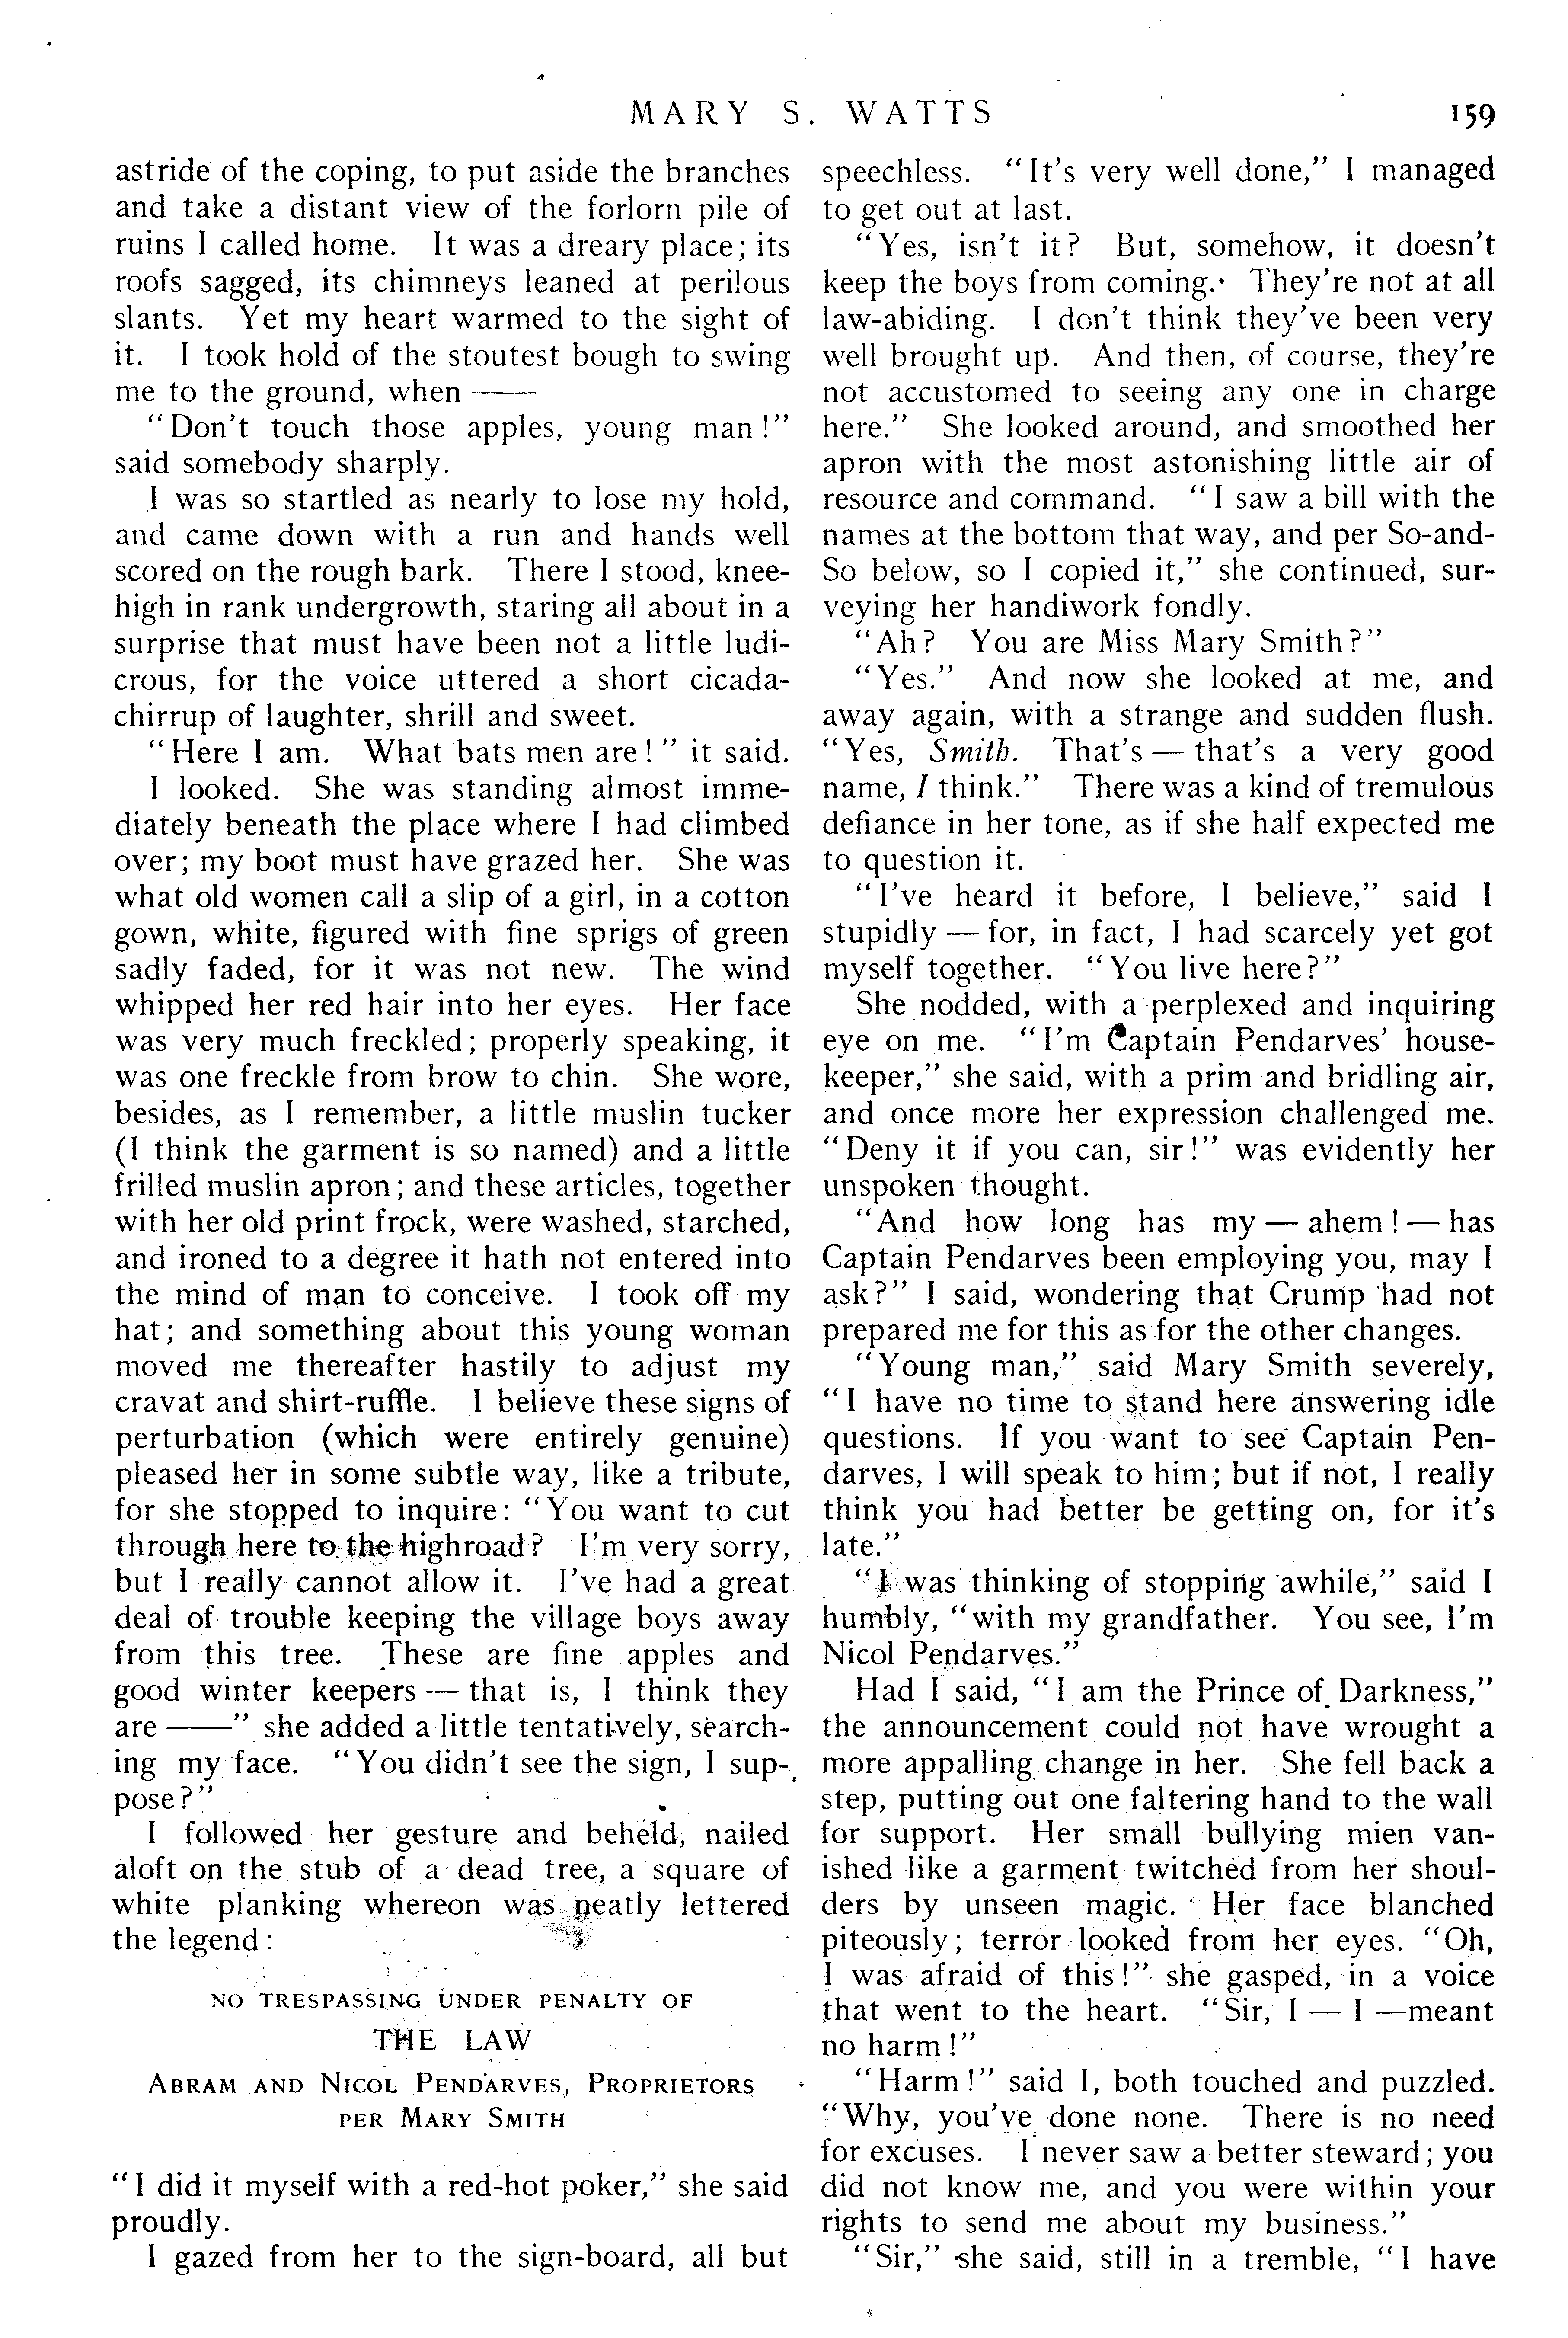 MARY S. WATTS
159
astride of the coping, to put aside the branches
and take a distant view of the forlorn pile of
ruins I called home. It was a dreary place; its
roofs sagged, its chimneys leaned at perilous
slants. Yet my heart warmed to the sight of
it. I took hold of the stoutest bough to swing
me to the ground, when ——
"Don't touch those apples, young man!"
said somebody sharply.
I was so startled as nearly to lose my hold,
and came down with a run and hands well
scored on the rough bark. There I stood, knee-
high in rank undergrowth, staring all about in a
surprise that must have been not a little ludi-
crous, for the voice uttered a short cicada-
chirrup of laughter, shrill and sweet.
"Here I am. What bats men are!" it said.
I looked. She was standing almost imme-
diately beneath the place where I had climbed
over; my boot must have grazed her. She was
what old women call a slip of a girl, in a cotton
gown, white, figured with fine sprigs of green
sadly faded, for it was not new. The wind
whipped her red hair into her eyes. Her face
was very much freckled; properly speaking, it
was one freckle from brow to chin. She wore,
besides, as I remember, a little muslin tucker
(I think the garment is so named) and a little
frilled muslin apron; and these articles, together
with her old print frock, were washed, starched,
and ironed to a degree it hath not entered into
the mind of man to conceive. I took off my
hat; and something about this young woman
moved me thereafter hastily to adjust my
cravat and shirt-ruffle. I believe these signs of
perturbation (which were entirely genuine)
pleased her in some subtle way, like a tribute,
for she stopped to inquire: "You want to cut
through here to the highroad? I'm very sorry,
but I really cannot allow it. I've had a great
deal of trouble keeping the village boys away
from this tree. These are fine apples and
good winter keepers — that is, I think they
are ——" she added a little tentatively, search-
ing my face. "You didn't see the sign, I sup-
pose?"
I followed her gesture and beheld, nailed
aloft on the stub of a dead tree, a square of
white planking whereon was neatly lettered
the legend:
NO TRESPASSING UNDER PENALTY OF
THE LAW
ABRAM AND NICOL PENDARVES, PROPRIETORS
PER MARY SMITH
"I did it myself with a red-hot poker," she said
proudly.
I gazed from her to the sign-board, all but
speechless. "It's very well done," I managed
to get out at last.
"Yes, isn't it? But, somehow, it doesn't
keep the boys from coming. They're not at all
law-abiding. I don't think they've been very
well brought up. And then, of course, they're
not accustomed to seeing any one in charge
here." She looked around, and smoothed her
apron with the most astonishing little air of
resource and command. "I saw a bill with the
names at the bottom that way, and per So-and-
So below, so I copied it," she continued, sur-
veying her handiwork fondly.
"Ah? You are Miss Mary Smith?"
"Yes." And now she looked at me, and
away again, with a strange and sudden flush.
"Yes, Smith. That's — that's a very good
name, I think." There was a kind of tremulous
defiance in her tone, as if she half expected me
to question it.
"I've heard it before, I believe," said I
stupidly — for, in fact, I had scarcely yet got
myself together. "You live here?"
She nodded, with a perplexed and inquiring
eye on me. "I'm Captain Pendarves' house-
keeper," she said, with a prim and bridling air,
and once more her expression challenged me.
"Deny it if you can, sir!" was evidently her
unspoken thought.
"And how long has my — ahem! — has
Captain Pendarves been employing you, may I
ask?" I said, wondering that Crump had not
prepared me for this as for the other changes.
"Young man," said Mary Smith severely,
"I have no time to stand here answering idle
questions. If you want to see Captain Pen-
darves, I will speak to him; but if not, I really
think you had better be getting on, for it's
late."
"I was thinking of stopping awhile," said I
humbly, "with my grandfather. You see, I'm
Nicol Pendarves."
Had I said, "I am the Prince of Darkness,"
the announcement could not have wrought a
more appalling change in her. She fell back a
step, putting out one faltering hand to the wall
for support. Her small bullying mien van-
ished like a garment twitched from her shoul-
ders by unseen magic. Her face blanched
piteously; terror looked from her eyes. "Oh,
I was afraid of this!" she gasped, in a voice
that went to the heart. "Sir, I — I —meant
no harm!"
"Harm!" said I, both touched and puzzled.
"Why, you've done none. There is no need
for excuses. I never saw a better steward; you
did not know me, and you were within your
rights to send me about my business."
"Sir," she said, still in a tremble, "I have